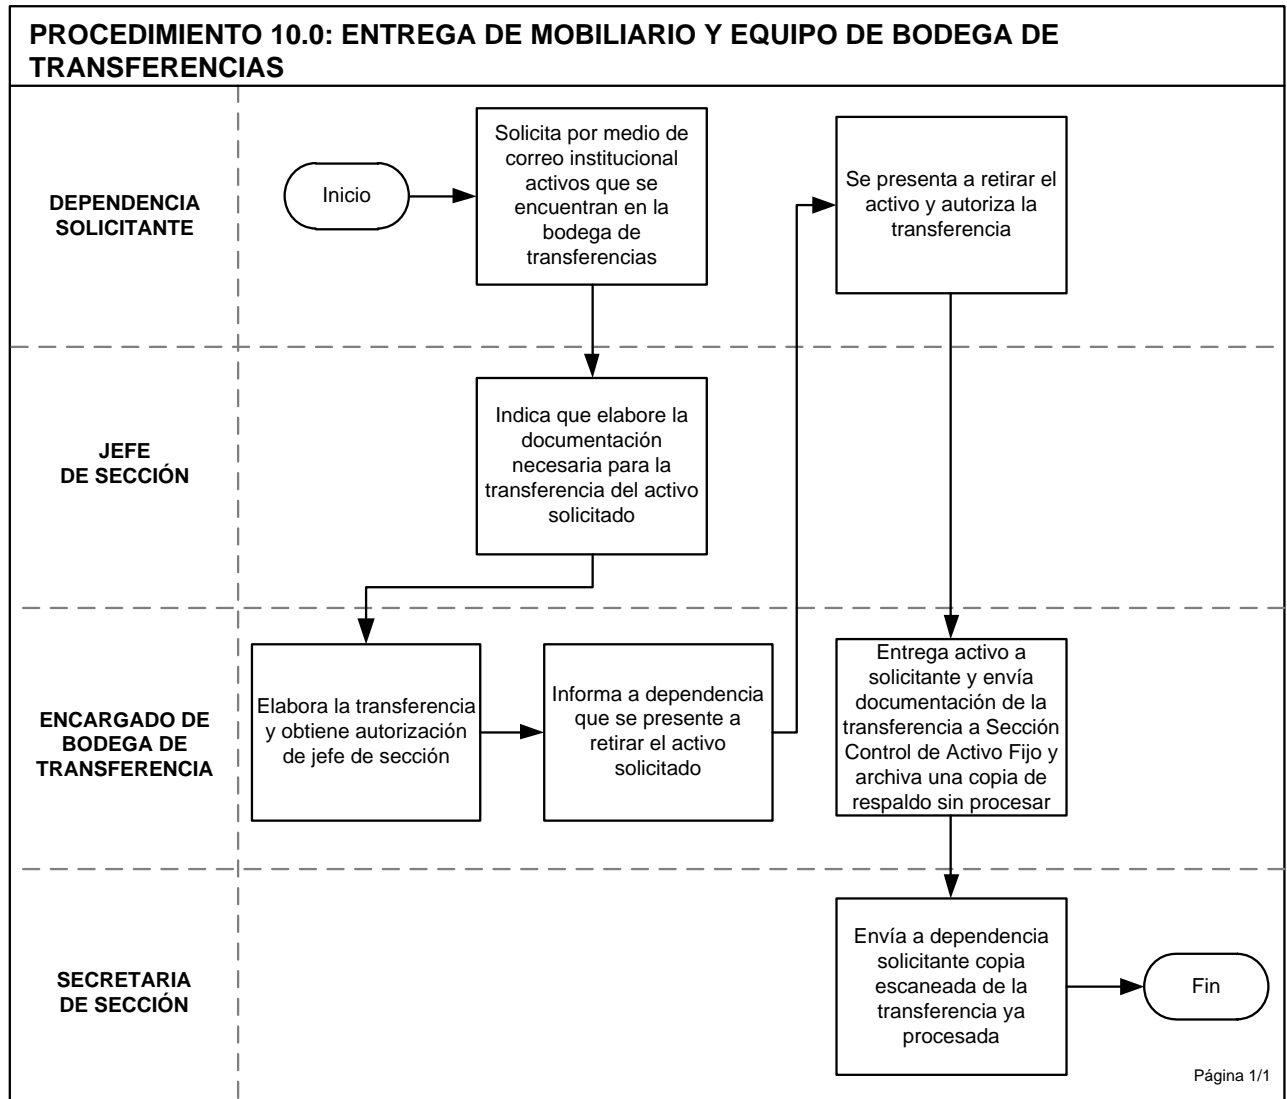 PROCEDIMIENTO 10.0: ENTREGA DE MOBILIARIO Y EQUIPO DE BODEGA DE
TRANSFERENCIAS
DEPENDENCIA
SOLICITANTE
Inicio
Solicita por medio de
correo institucional
activos que se
encuentran en la
bodega de
transferencias
Se presenta a retirar el
activo y autoriza la
transferencia
JEFE
DE SECCIÓN
Indica que elabore la
documentación
necesaria para la
transferencia del activo
solicitado
ENCARGADO DE
BODEGA DE
TRANSFERENCIA
Elabora la transferencia
y obtiene autorización
de jefe de sección
Informa a dependencia
que se presente a
retirar el activo
solicitado
Entrega activo a
solicitante y envía
documentación de la
transferencia a Sección
Control de Activo Fijo y
archiva una copia de
respaldo sin procesar
SECRETARIA
DE SECCIÓN
Envía a dependencia
solicitante copia
escaneada de la
transferencia ya
procesada
Fin
Página 1/1